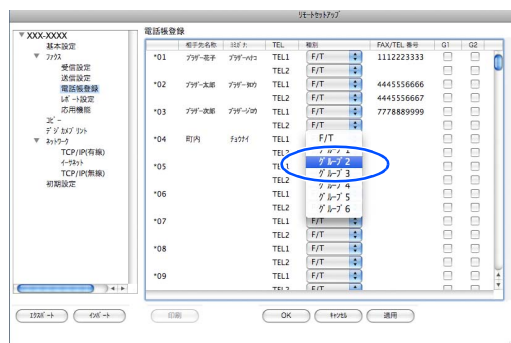 リモートセットアップ
XXX-XXXX
基本設定
ファクス
受信設定
送信設定
電話帳登録
レポート設定
応用機能
コピー
デジカメプリント
ネットワーク
TCP/IP(有線)
イーサネット
TCP/IP(無線)
初期設定
電話帳登録
相手先名称 ヨミガナ TEL 種別 FAX/TEL 番号 G1 G2
*01 ブラザー花子 ブラザーハナコ TEL1 F/T 1112223333
TEL2 F/T
*02 ブラザー太郎 ブラザータロウ TEL1 F/T 4445556666
TEL2 F/T 4445556667
*03 ブラザー次郎 ブラザージロウ TEL1 F/T 7778889999
TEL2 F/T
*04 町内 チョウナイ TEL1 F/T
TEL2 グループ 1
*05 TEL1 グループ 2
TEL2 グループ 3
グループ 4
*06 TEL1 グループ 5
TEL2 グループ 6
*07 TEL1 F/T
TEL2 F/T
*08 TEL1 F/T
TEL2 F/T
*09 TEL1 F/T
TEL2 F/T
エクスポート インポート 印刷 OK キャンセル 適用